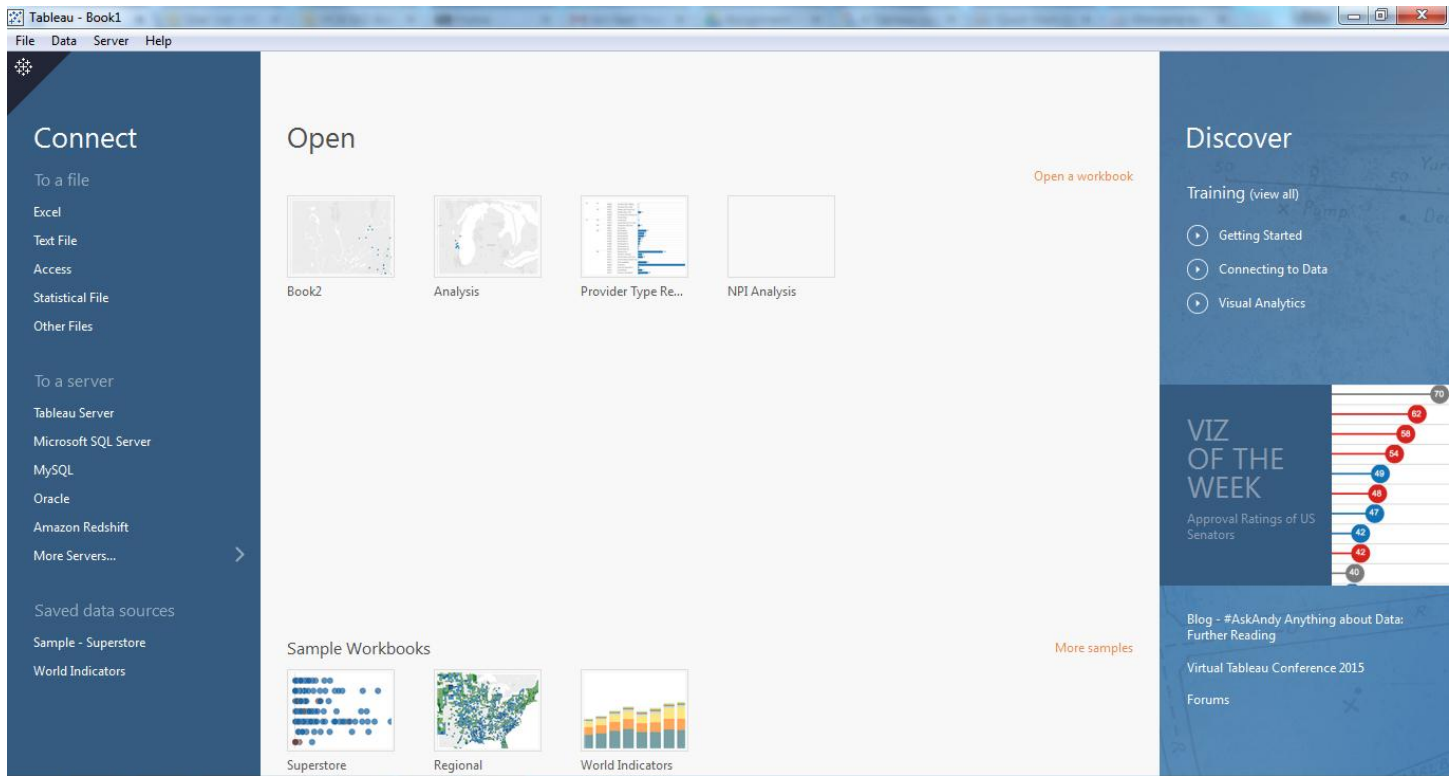 Tableau - Book1
File Data Server Help
Connect
To a file
Excel
Text File
Access
Statistical File
Other Files
To a server
Tableau Server
Microsoft SQL Server
MySQL
Oracle
Amazon Redshift
More Servers...
Saved data sources
Sample - Superstore
World Indicators
Open
Open a workbook
Book2
Analysis
Provider Type Re...
NPI Analysis
Sample Workbooks
More samples
Superstore
Regional
World Indicators
Discover
Training (view all)
Getting Started
Connecting to Data
Visual Analytics
VIZ
OF THE
WEEK
Approval Ratings of US
Senators
70
62
58
54
49
48
47
42
42
40
Blog - #AskAndy Anything about Data:
Further Reading
Virtual Tableau Conference 2015
Forums